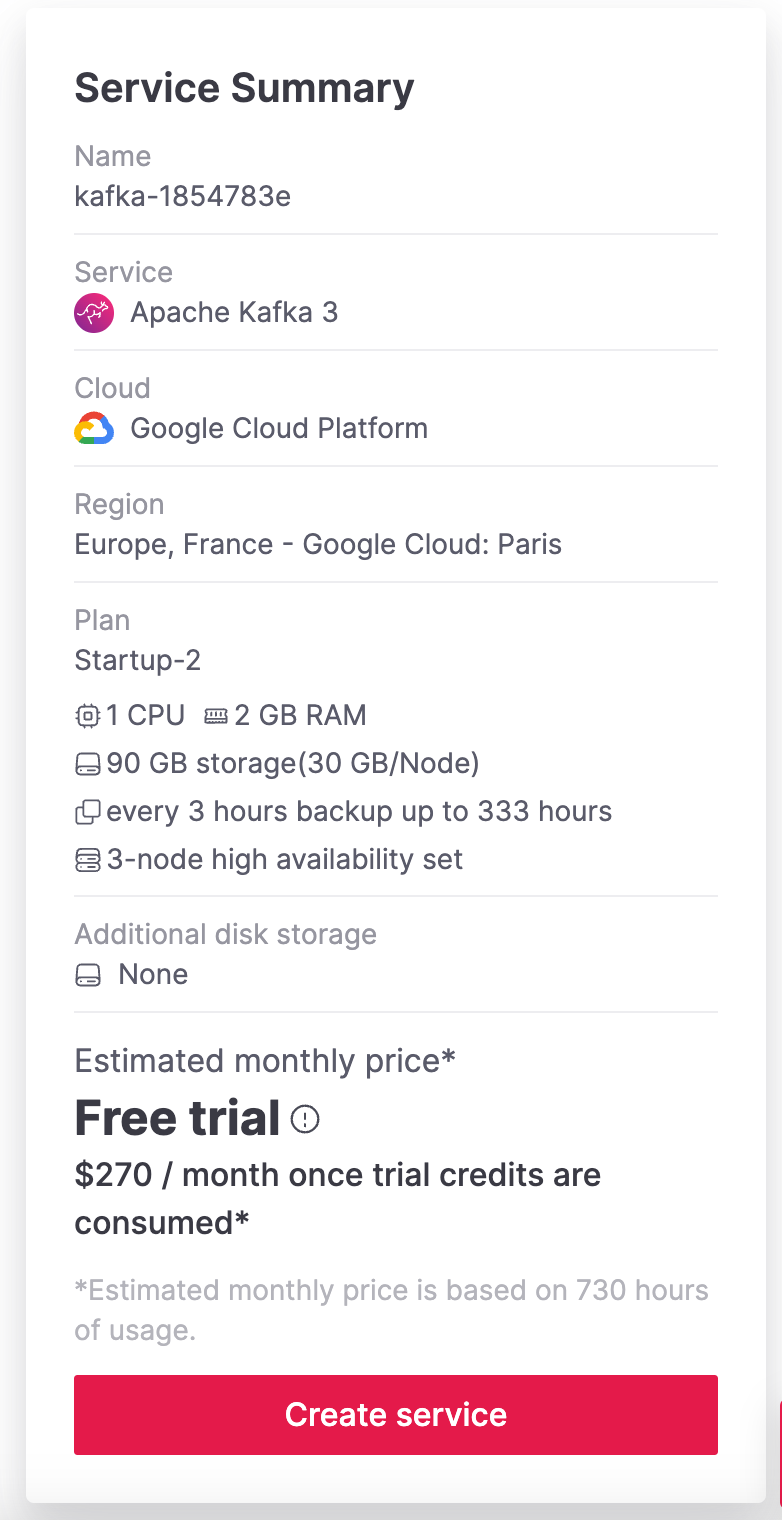 Service Summary
Name
kafka-1854783e
Service
Apache Kafka 3
Cloud
Google Cloud Platform
Region
Europe, France - Google Cloud: Paris
Plan
Startup-2
1 CPU 2 GB RAM
90 GB storage(30 GB/Node)
every 3 hours backup up to 333 hours
3-node high availability set
Additional disk storage
None
Estimated monthly price*
Free trial
$270 / month once trial credits are
consumed*
*Estimated monthly price is based on 730 hours
of usage.
Create service